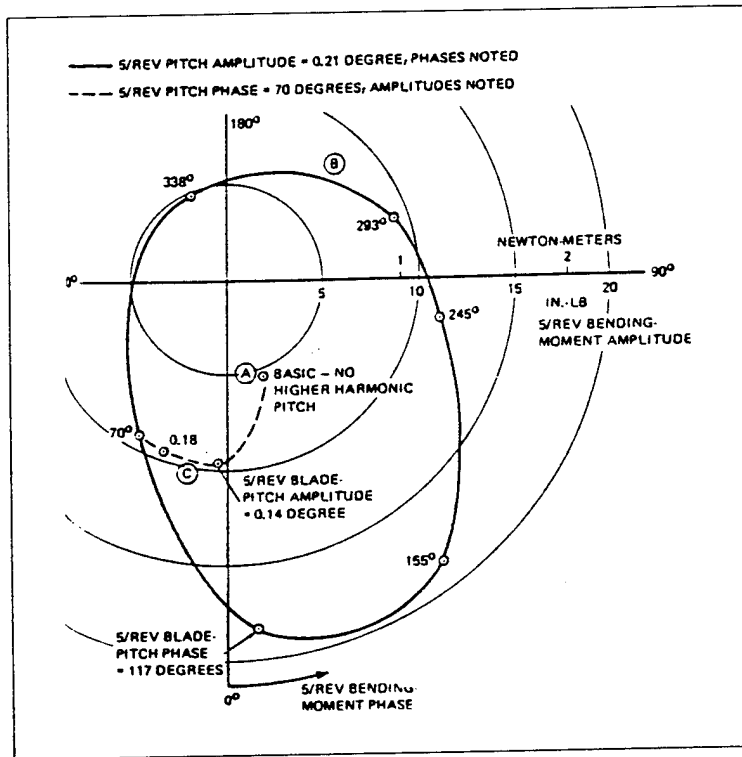 5/REV PITCH AMPLITUDE = 0.21 DEGREE, PHASES NOTED
5/REV PITCH PHASE = 70 DEGREES, AMPLITUDES NOTED
180°
338°
B
293°
NEWTON-METERS
1
2
0°
90°
5
10
15
20
IN.-LB
5/REV BENDING-
MOMENT AMPLITUDE
245°
A
BASIC – NO
HIGHER HARMONIC
PITCH
70°
0.18
C
5/REV BLADE-
PITCH AMPLITUDE
= 0.14 DEGREE
155°
5/REV BLADE-
PITCH PHASE
= 117 DEGREES
0°
5/REV BENDING-
MOMENT PHASE